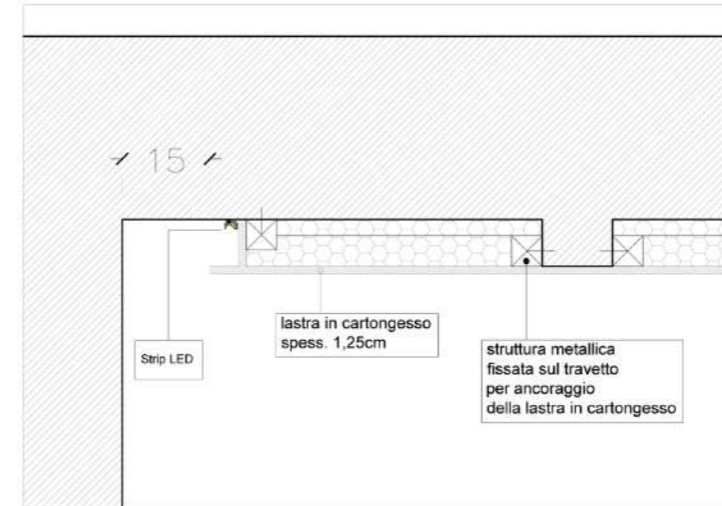 15
lastra in cartongesso
spess. 1,25cm
Strip LED
struttura metallica
fissata sul travetto
per ancoraggio
della lastra in cartongesso